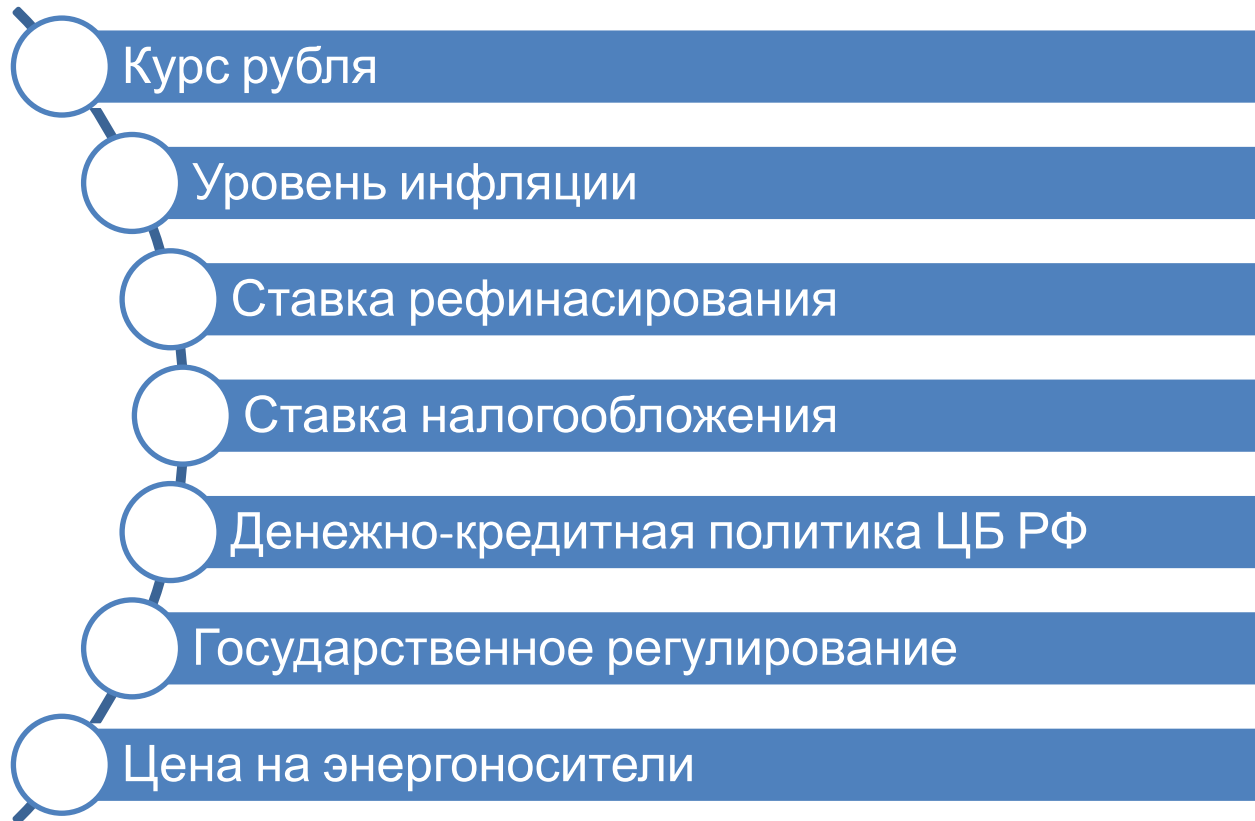 Курс рубля
Уровень инфляции
Ставка рефинасирования
Ставка налогообложения
Денежно-кредитная политика ЦБ РФ
Государственное регулирование
Цена на энергоносители